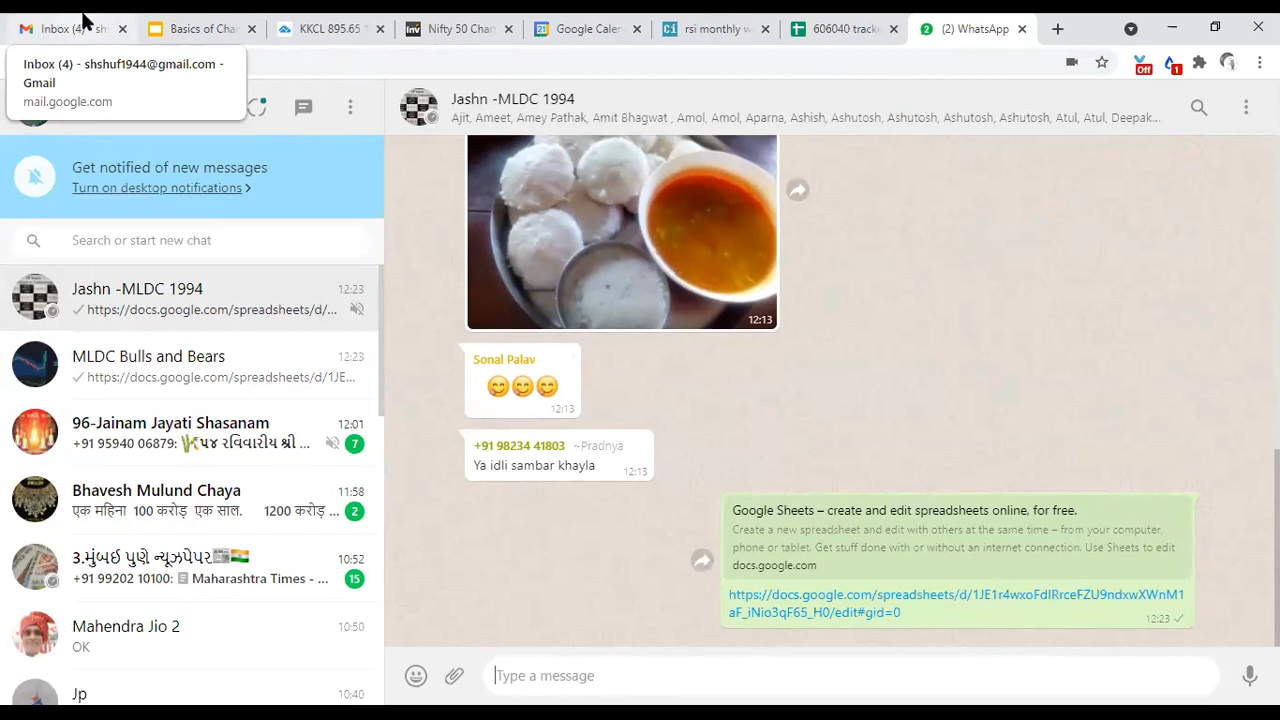 Inbox (4) - sh
Basics of Cha
KKCL 895.65
Nifty 50 Char
Google Calen
rsi monthly w
606040 track
(2) WhatsApp
Inbox (4) - shshuf1944@gmail.com -
Gmail
mail.google.com
Off
1
Jashn -MLDC 1994
Ajit, Ameet, Amey Pathak, Amit Bhagwat , Amol, Amol, Aparna, Ashish, Ashutosh, Ashutosh, Ashutosh, Ashutosh, Atul, Atul, Deepak...
Get notified of new messages
Turn on desktop notifications >
Search or start new chat
Jashn -MLDC 1994 12:23
https://docs.google.com/spreadsheets/d/...
MLDC Bulls and Bears 12:23
https://docs.google.com/spreadsheets/d/1JE...
96-Jainam Jayati Shasanam 12:01
+91 95940 06879: 🌿૫૪ રવિવારીય શ્રી ... 7
Bhavesh Mulund Chaya 11:58
एक महिना 100 करोड़ एक साल. 1200 करोड़ ... 2
3.મુંબઈ પુણે ન્યૂઝપેપર📰🇮🇳 10:52
+91 99202 10100: Maharashtra Times - ... 15
Mahendra Jio 2 10:50
OK
Jp 10:40
12:13
Sonal Palav
😋😋😋
12:13
+91 98234 41803 ~Pradnya
Ya idli sambar khayla 12:13
Google Sheets – create and edit spreadsheets online, for free.
Create a new spreadsheet and edit with others at the same time – from your computer,
phone or tablet. Get stuff done with or without an internet connection. Use Sheets to edit
docs.google.com
https://docs.google.com/spreadsheets/d/1JE1r4wxoFdIRrceFZU9ndxwXWnM1
aF_iNio3qF65_H0/edit#gid=0
12:23
Type a message